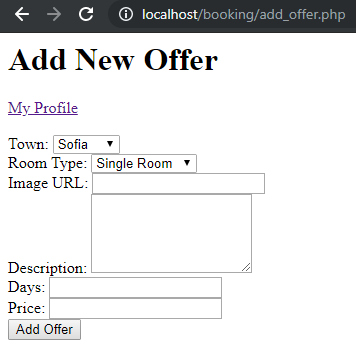 localhost/booking/add_offer.php
Add New Offer
My Profile
Town: Sofia
Room Type: Single Room
Image URL:
Description:
Days:
Price:
Add Offer